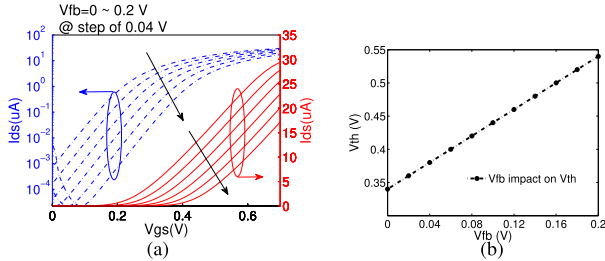 Vfb=0 ~ 0.2 V
@ step of 0.04 V
10^2
10^1
10^0
10^-1
10^-2
10^-3
10^-4
Ids(uA)
35
30
25
20
15
10
5
0
Ids(uA)
0 0.2 0.4 0.6
Vgs(V)
(a)
0.55
0.50
0.45
0.40
0.35
Vth (V)
Vfb impact on Vth
0 0.04 0.08 0.12 0.16 0.2
Vfb (V)
(b)